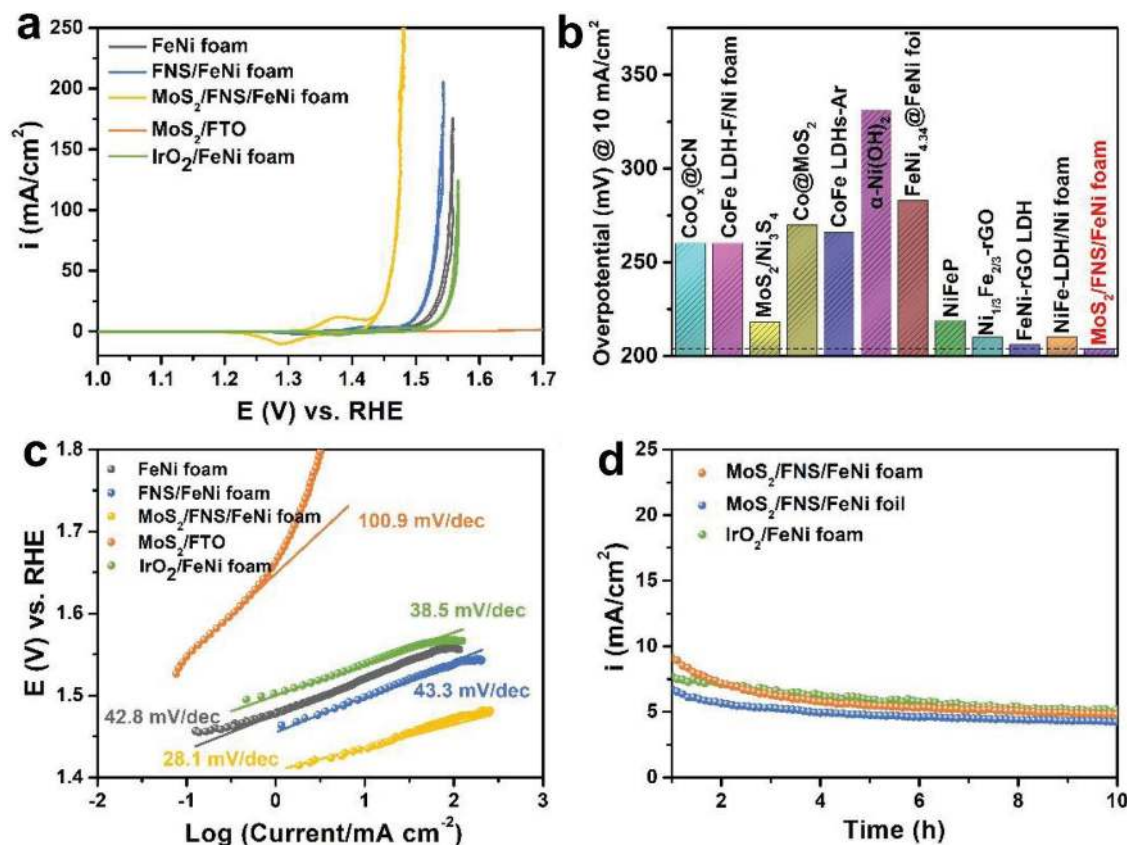 a
250
200
150
100
50
0
i (mA/cm²)
FeNi foam
FNS/FeNi foam
MoS₂/FNS/FeNi foam
MoS₂/FTO
IrO₂/FeNi foam
1.0 1.1 1.2 1.3 1.4 1.5 1.6 1.7
E (V) vs. RHE
b
350
300
250
200
Overpotential (mV) @ 10 mA/cm²
CoOₓ@CN
CoFe LDH-F/Ni foam
MoS₂/Ni₃S₄
Co@MoS₂
CoFe LDHs-Ar
α-Ni(OH)₂
FeNi₄.₃₄@FeNi foi
NiFeP
Ni₁/₃Fe₂/₃-rGO
FeNi-rGO LDH
NiFe-LDH/Ni foam
MoS₂/FNS/FeNi foam
c
1.8
1.7
1.6
1.5
1.4
E (V) vs. RHE
FeNi foam
FNS/FeNi foam
MoS₂/FNS/FeNi foam
MoS₂/FTO
IrO₂/FeNi foam
100.9 mV/dec
38.5 mV/dec
43.3 mV/dec
42.8 mV/dec
28.1 mV/dec
-2 -1 0 1 2 3
Log (Current/mA cm⁻²)
d
25
20
15
10
5
0
i (mA/cm²)
MoS₂/FNS/FeNi foam
MoS₂/FNS/FeNi foil
IrO₂/FeNi foam
2 4 6 8 10
Time (h)